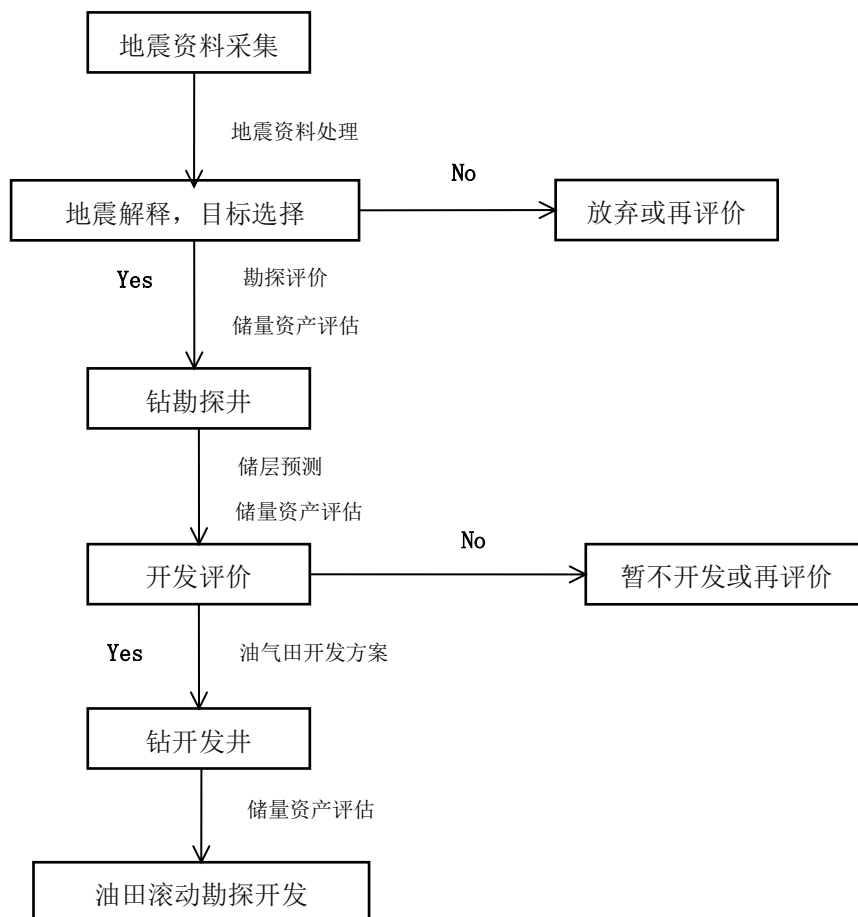 地震资料采集
地震资料处理
No
地震解释，目标选择
放弃或再评价
Yes
勘探评价
储量资产评估
钻勘探井
储层预测
储量资产评估
No
开发评价
暂不开发或再评价
Yes
油气田开发方案
钻开发井
储量资产评估
油田滚动勘探开发